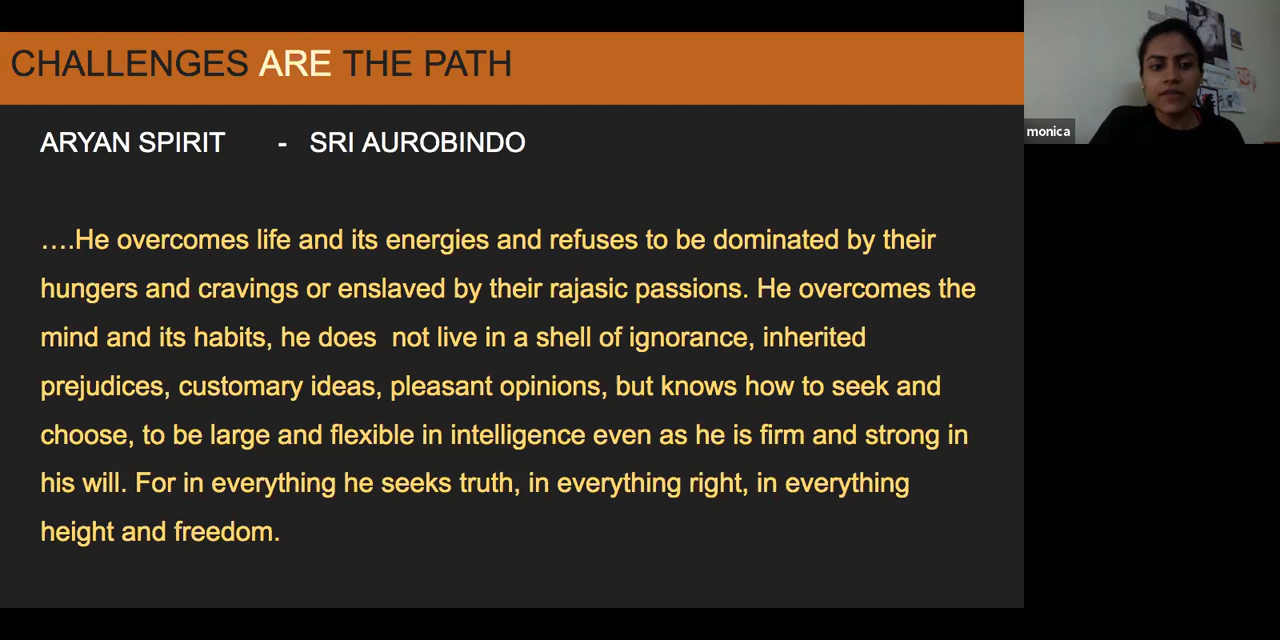 CHALLENGES ARE THE PATH
ARYAN SPIRIT - SRI AUROBINDO
….He overcomes life and its energies and refuses to be dominated by their
hungers and cravings or enslaved by their rajasic passions. He overcomes the
mind and its habits, he does  not live in a shell of ignorance, inherited
prejudices, customary ideas, pleasant opinions, but knows how to seek and
choose, to be large and flexible in intelligence even as he is firm and strong in
his will. For in everything he seeks truth, in everything right, in everything
height and freedom.
monica